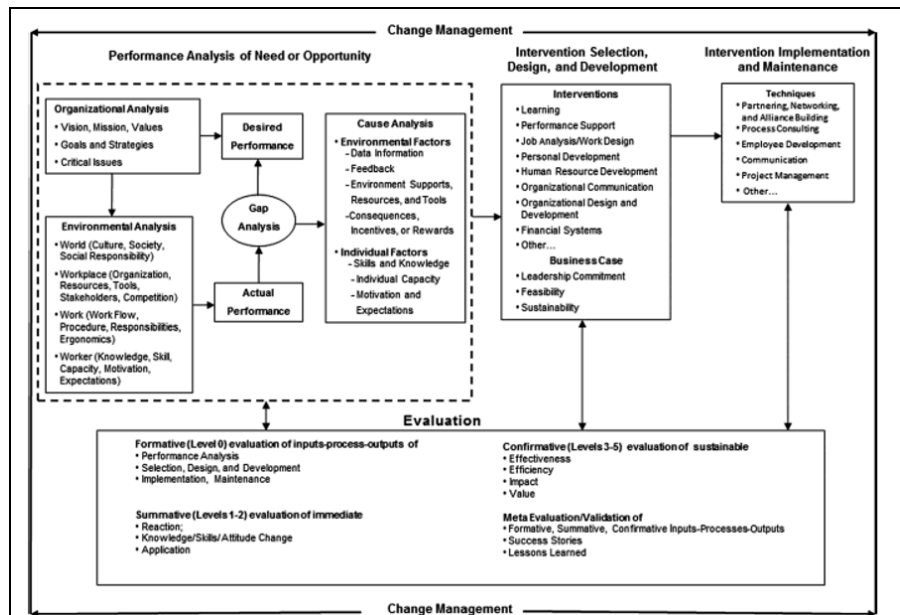 Change Management
Performance Analysis of Need or Opportunity
Organizational Analysis
• Vision, Mission, Values
• Goals and Strategies
• Critical Issues
Environmental Analysis
• World (Culture, Society,
Social Responsibility)
• Workplace (Organization,
Resources, Tools,
Stakeholders, Competition)
• Work (Work Flow,
Procedure, Responsibilities,
Ergonomics)
• Worker (Knowledge, Skill,
Capacity, Motivation,
Expectations)
Desired
Performance
Gap
Analysis
Actual
Performance
Cause Analysis
• Environmental Factors
– Data Information
– Feedback
– Environment Supports,
Resources, and Tools
– Consequences,
Incentives, or Rewards
• Individual Factors
– Skills and Knowledge
– Individual Capacity
– Motivation and
Expectations
Intervention Selection,
Design, and Development
Interventions
• Learning
• Performance Support
• Job Analysis/Work Design
• Personal Development
• Human Resource Development
• Organizational Communication
• Organizational Design and
Development
• Financial Systems
• Other...
Business Case
• Leadership Commitment
• Feasibility
• Sustainability
Intervention Implementation
and Maintenance
Techniques
• Partnering, Networking,
and Alliance Building
• Process Consulting
• Employee Development
• Communication
• Project Management
• Other...
Evaluation
Formative (Level 0) evaluation of inputs-process-outputs of
• Performance Analysis
• Selection, Design, and Development
• Implementation, Maintenance
Summative (Levels 1-2) evaluation of immediate
• Reaction;
• Knowledge/Skills/Attitude Change
• Application
Confirmative (Levels 3-5) evaluation of sustainable
• Effectiveness
• Efficiency
• Impact
• Value
Meta Evaluation/Validation of
• Formative, Summative, Confirmative Inputs-Processes-Outputs
• Success Stories
• Lessons Learned
Change Management